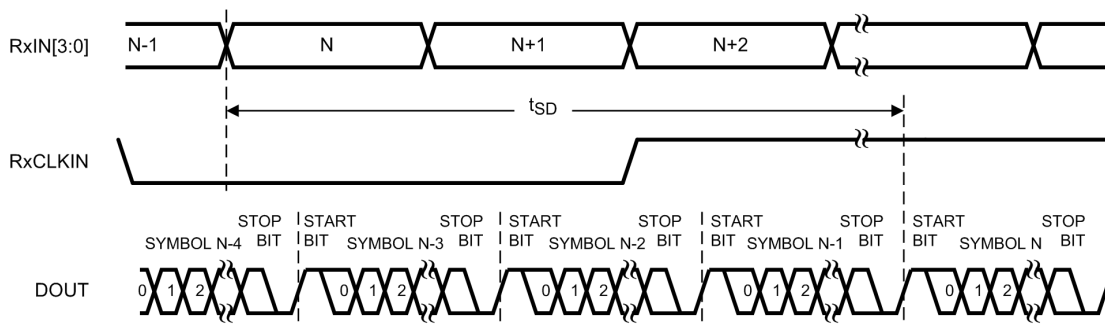 RxIN[3:0] N-1 N N+1 N+2
tSD
RxCLKIN
STOP START STOP START STOP START STOP START STOP
SYMBOL N-4 BIT BIT SYMBOL N-3 BIT BIT SYMBOL N-2 BIT BIT SYMBOL N-1 BIT BIT SYMBOL N BIT
DOUT 0 1 2 0 1 2 0 1 2 0 1 2 0 1 2